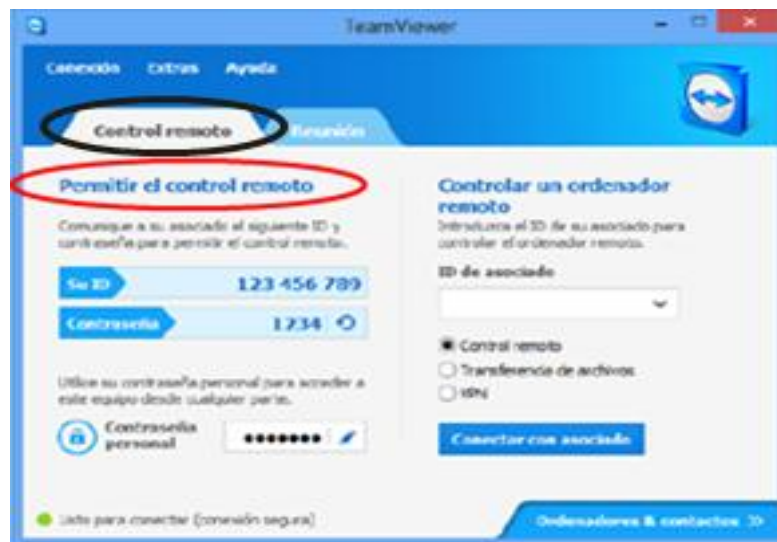 TeamViewer
Conexión Extras Ayuda
Control remoto Reunión
Permitir el control remoto
Comunique a su asociado el siguiente ID y
contraseña para permitir el control remoto.
Su ID 123 456 789
Contraseña 1234
Utilice su contraseña personal para acceder a
este equipo desde cualquier parte.
Contraseña
personal
Controlar un ordenador
remoto
Introduzca el ID de su asociado para
controlar el ordenador remoto.
ID de asociado
Control remoto
Transferencia de archivos
VPN
Conectar con asociado
Listo para conectar (conexión segura)
Ordenadores & contactos